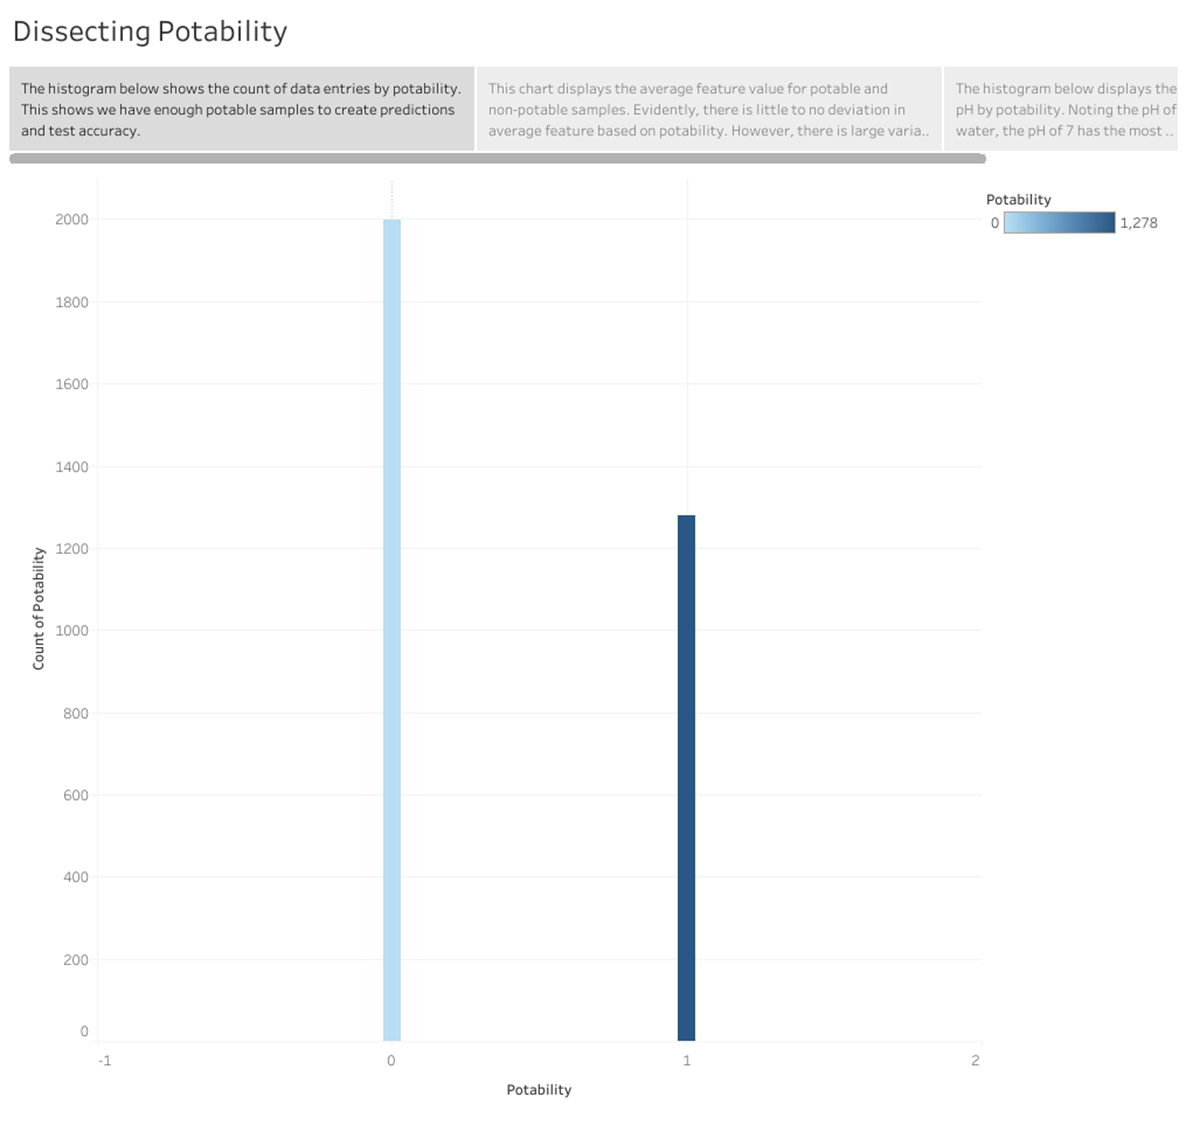 Dissecting Potability
The histogram below shows the count of data entries by potability.
This shows we have enough potable samples to create predictions
and test accuracy.
This chart displays the average feature value for potable and
non-potable samples. Evidently, there is little to no deviation in
average feature based on potability. However, there is large varia..
The histogram below displays the
pH by potability. Noting the pH of
water, the pH of 7 has the most ..
Potability
0 1,278
2000
1800
1600
1400
1200
1000
800
600
400
200
0
Count of Potability
-1 0 1 2
Potability